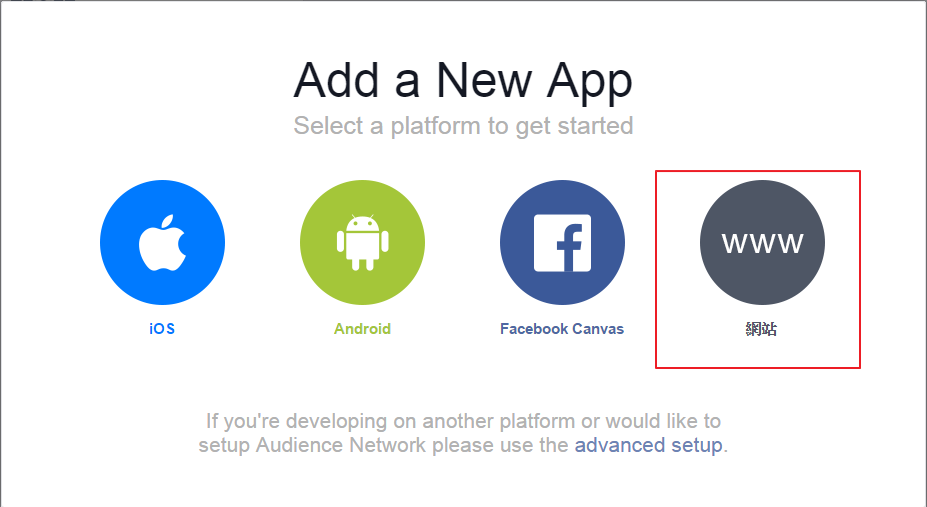 Add a New App
Select a platform to get started
www
iOS
Android
Facebook Canvas
網站
If you're developing on another platform or would like to
setup Audience Network please use the advanced setup.